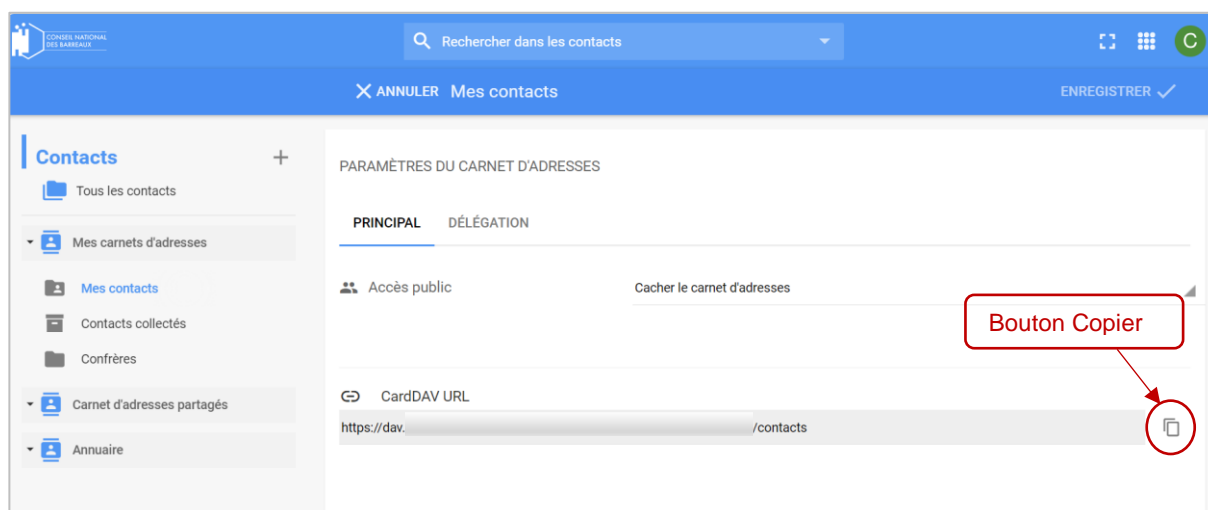 CONSEIL NATIONAL
DES BARREAUX
Rechercher dans les contacts
C
ANNULER Mes contacts
ENREGISTRER
Contacts
Tous les contacts
Mes carnets d'adresses
Mes contacts
Contacts collectés
Confrères
Carnet d'adresses partagés
Annuaire
PARAMÈTRES DU CARNET D'ADRESSES
PRINCIPAL DÉLÉGATION
Accès public Cacher le carnet d'adresses
Bouton Copier
CardDAV URL
https://dav. /contacts